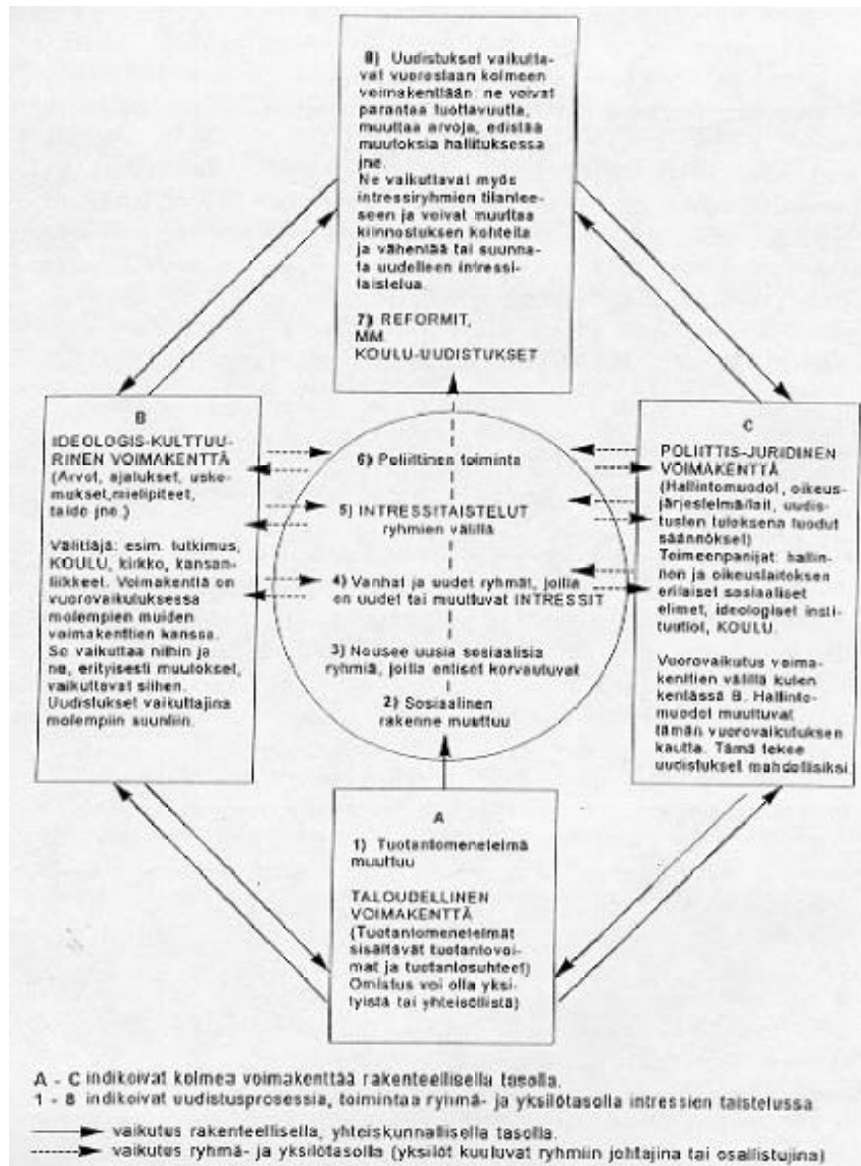 8) Uudistukset vaikutta-
vat vuorostaan kolmeen
voimakenttään: ne voivat
parantaa tuottavuutta,
muuttaa arvoja, edistää
muutoksia hallituksessa
jne.
Ne vaikuttavat myös
intressiryhmien tilantee-
seen ja voivat muuttaa
kiinnostuksen kohteita
ja vähentää tai suunna-
ta uudelleen intressi-
taistelua.
7) REFORMIT,
MM.
KOULU-UUDISTUKSET
B
IDEOLOGIS-KULTTUU-
RINEN VOIMAKENTTÄ
(Arvot, ajatukset, usko-
mukset, mielipiteet,
taide jne.)
Välittäjä: esim. tutkimus,
KOULU, kirkko, kansan-
liikkeet. Voimakenttä on
vuorovaikutuksessa
molempien muiden
voimakenttien kanssa.
Se vaikuttaa niihin ja
ne, erityisesti muutokset,
vaikuttavat siihen.
Uudistukset vaikuttajina
molempiin suuntiin.
6) Poliittinen toiminta
5) INTRESSITAISTELUT
ryhmien välillä
4) Vanhat ja uudet ryhmät, joilla
on uudet tai muuttuvat INTRESSIT
3) Nousee uusia sosiaalisia
ryhmiä, joilla entiset korvautuvat
2) Sosiaalinen
rakenne muuttuu
C
POLIITTIS-JURIDINEN
VOIMAKENTTÄ
(Hallintomuodot, oikeus-
järjestelmä/lait, uudis-
tusten tuloksena luodut
säännökset)
Toimeenpanijat: hallin-
non ja oikeuslaitoksen
erilaiset sosiaaliset
elimet, ideologiset insti-
tuutiot, KOULU.
Vuorovaikutus voima-
kenttien välillä kuten
kentässä B. Hallinto-
muodot muuttuvat
tämän vuorovaikutuksen
kautta. Tämä tekee
uudistukset mahdollisiksi
A
1) Tuotantomenetelmä
muuttuu
TALOUDELLINEN
VOIMAKENTTÄ
(Tuotantomenetelmät
sisältävät tuotantovoi-
mat ja tuotantosuhteet)
Omistus voi olla yksi-
tyistä tai yhteisöllistä)
A - C indikoivat kolmea voimakenttää rakenteellisella tasolla.
1 - 8 indikoivat uudistusprosessia, toimintaa ryhmä- ja yksilötasolla intressien taistelussa
vaikutus rakenteellisella, yhteiskunnallisella tasolla.
vaikutus ryhmä- ja yksilötasolla (yksilöt kuuluvat ryhmiin johtajina tai osallistujina)